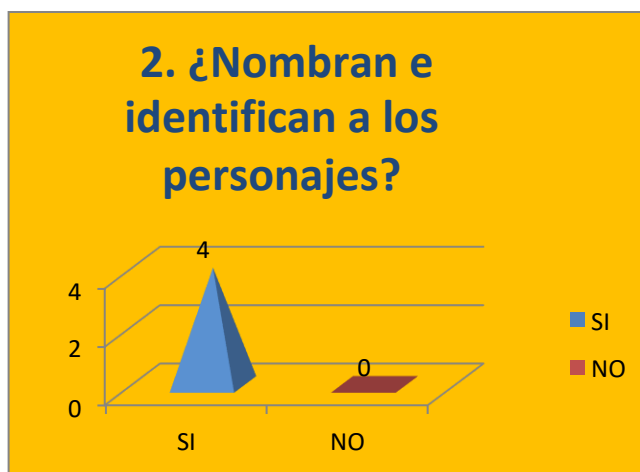 2. ¿Nombran e
identifican a los
personajes?
4
4
2
0
0
SI
NO
SI
NO